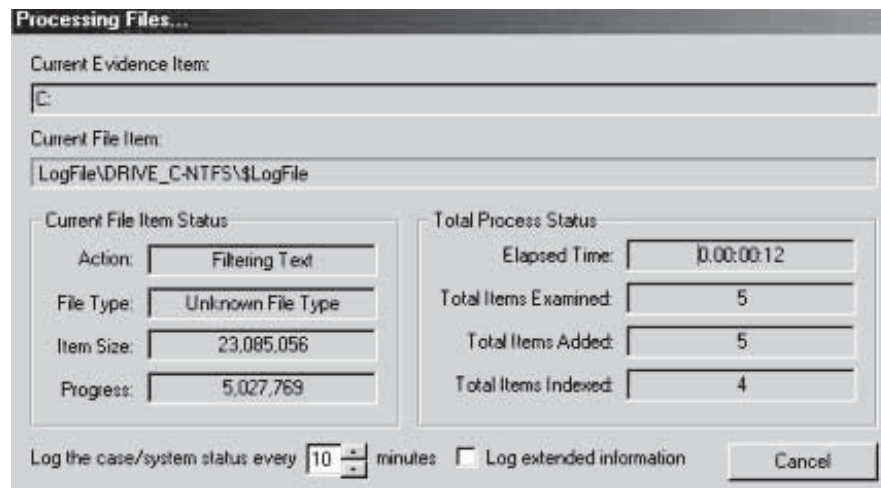 Processing Files...
Current Evidence Item:
C:
Current File Item:
LogFile\DRIVE_C-NTFS\$LogFile
Current File Item Status
Action: Filtering Text
File Type: Unknown File Type
Item Size: 23,085,056
Progress: 5,027,769
Total Process Status
Elapsed Time: 0.00:00:12
Total Items Examined: 5
Total Items Added: 5
Total Items Indexed: 4
Log the case/system status every 10 minutes Log extended information Cancel